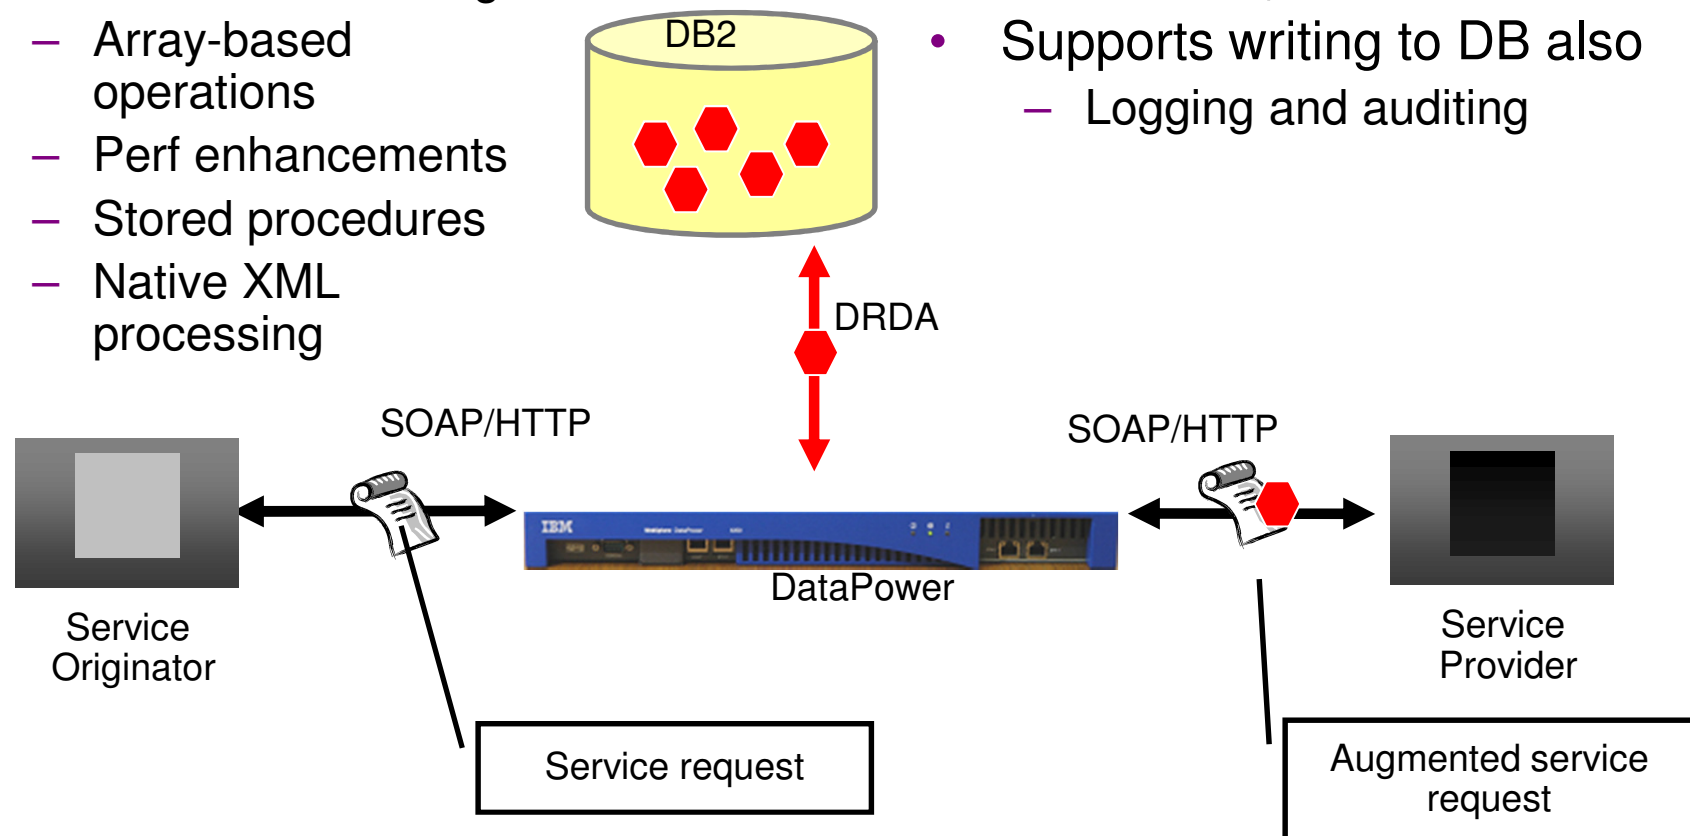 – Array-based
operations
– Perf enhancements
– Stored procedures
– Native XML
processing
DB2
• Supports writing to DB also
– Logging and auditing
DRDA
SOAP/HTTP
SOAP/HTTP
IBM
DataPower
Service
Originator
Service
Provider
Service request
Augmented service
request